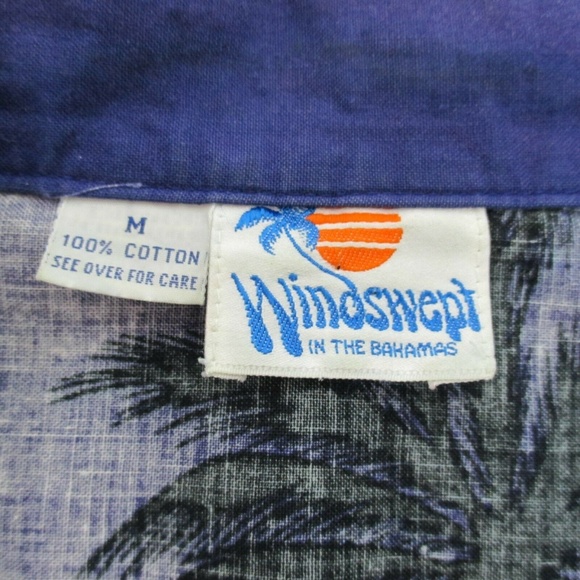 M
100% COTTON
SEE OVER FOR CARE
Windswept
IN THE BAHAMAS